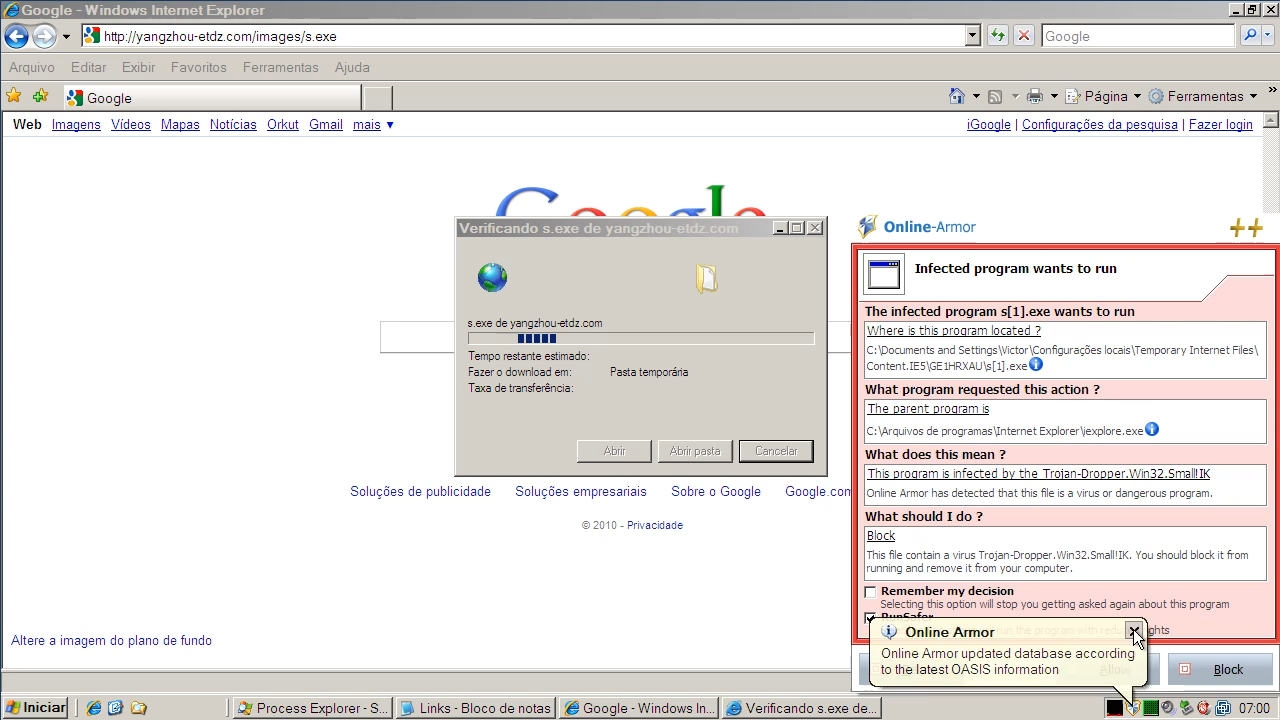 Google - Windows Internet Explorer
http://yangzhou-etdz.com/images/s.exe
Google
Arquivo Editar Exibir Favoritos Ferramentas Ajuda
Google
Página Ferramentas »
Web Imagens Vídeos Mapas Notícias Orkut Gmail mais ▼
iGoogle | Configurações da pesquisa | Fazer login
Google
Verificando s.exe de yangzhou-etdz.com
s.exe de yangzhou-etdz.com
Tempo restante estimado:
Fazer o download em: Pasta temporária
Taxa de transferência:
Abrir Abrir pasta Cancelar
Soluções de publicidade Soluções empresariais Sobre o Google Google.com
© 2010 - Privacidade
Altere a imagem do plano de fundo
Online-Armor ++
Infected program wants to run
The infected program s[1].exe wants to run
Where is this program located ?
C:\Documents and Settings\Victor\Configurações locais\Temporary Internet Files\
Content.IE5\GE1HRXAU\s[1].exe
What program requested this action ?
The parent program is
C:\Arquivos de programas\Internet Explorer\iexplore.exe
What does this mean ?
This program is infected by the Trojan-Dropper.Win32.Small!IK
Online Armor has detected that this file is a virus or dangerous program.
What should I do ?
Block
This file contain a virus Trojan-Dropper.Win32.Small!IK. You should block it from
running and remove it from your computer.
Remember my decision
Selecting this option will stop you getting asked again about this program
RunSafer
run the program with reduced rights
Online Armor
Online Armor updated database according
to the latest OASIS information
Allow
Block
Iniciar
Process Explorer - S...
Links - Bloco de notas
Google - Windows In...
Verificando s.exe de...
07:00